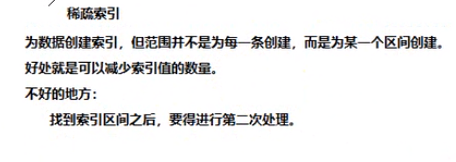 稀疏索引
为数据创建索引，但范围并不是为每一条创建，而是为某一个区间创建。
好处就是可以减少索引值的数量。
不好的地方：
找到索引区间之后，要得进行第二次处理。